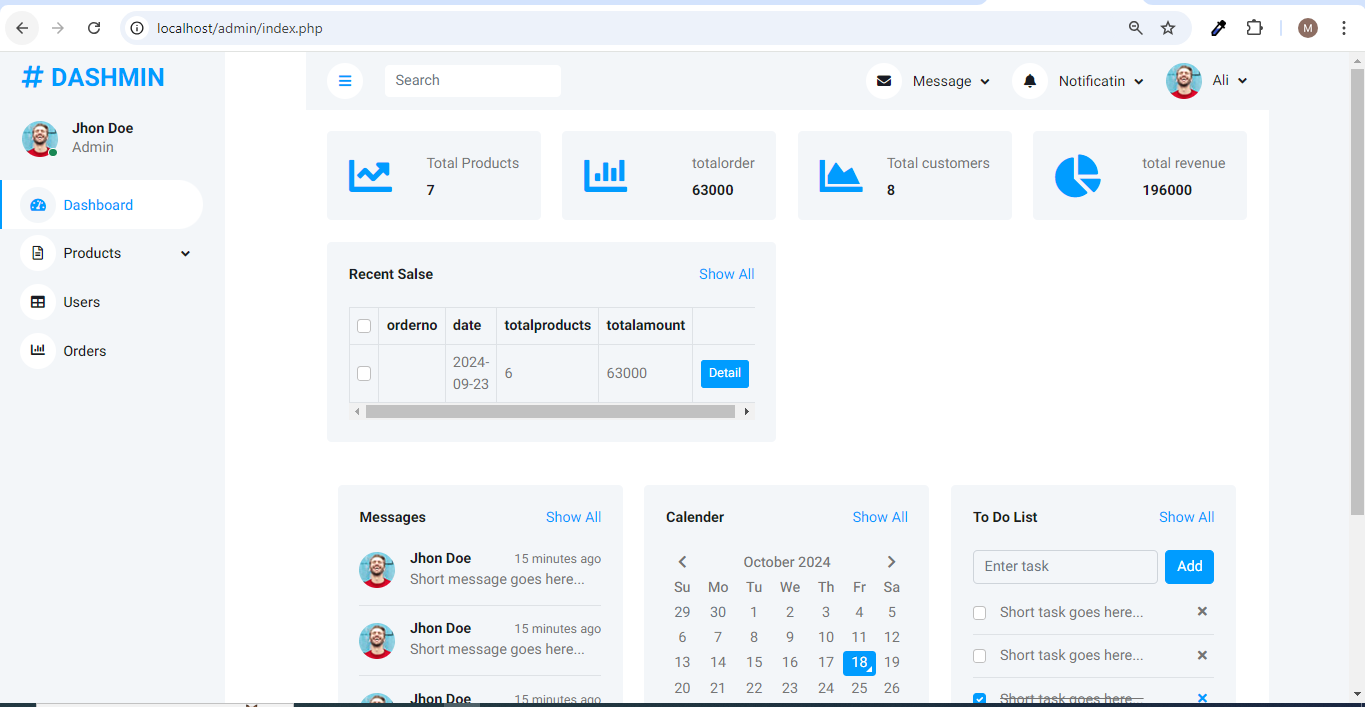 localhost/admin/index.php
M
# DASHMIN
Search
Message
Notificatin
Ali
Jhon Doe
Admin
Dashboard
Products
Users
Orders
Total Products
7
totalorder
63000
Total customers
8
total revenue
196000
Recent Salse
Show All
orderno date totalproducts totalamount
2024-
09-23
6
63000
Detail
Messages
Show All
Jhon Doe
15 minutes ago
Short message goes here...
Jhon Doe
15 minutes ago
Short message goes here...
Jhon Doe
15 minutes ago
Calender
Show All
October 2024
Su Mo Tu We Th Fr Sa
29 30 1 2 3 4 5
6 7 8 9 10 11 12
13 14 15 16 17 18 19
20 21 22 23 24 25 26
To Do List
Show All
Enter task
Add
Short task goes here...
Short task goes here...
Short task goes here...